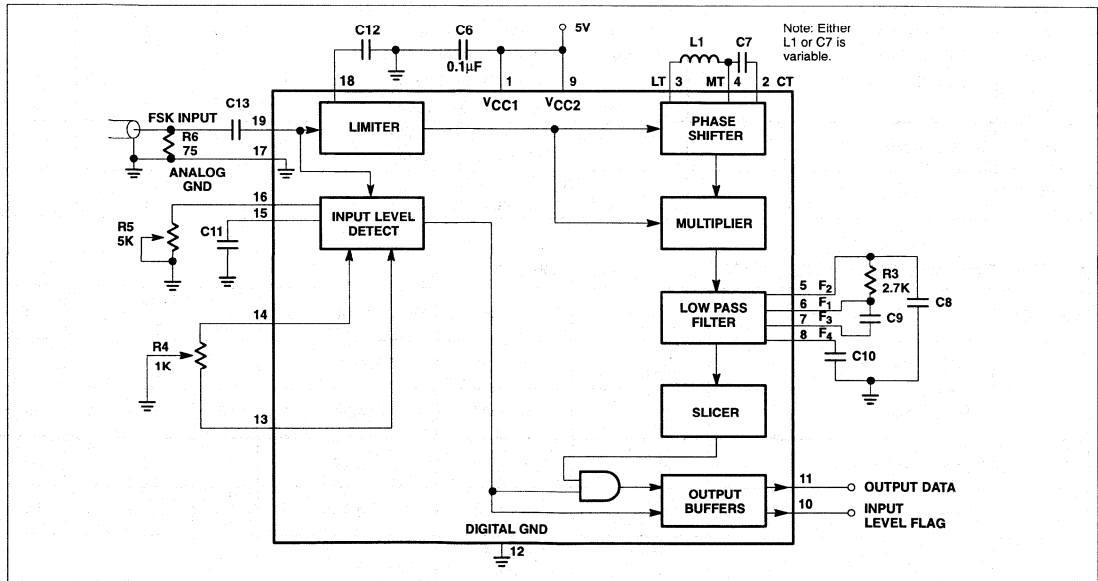 C12
C6
0.1µF
5V
L1
C7
Note: Either
L1 or C7 is
variable.
18
1
9
LT 3
MT 4
2 CT
VCC1
VCC2
FSK INPUT
C13
19
LIMITER
PHASE
SHIFTER
R6
75
17
ANALOG
GND
16
15
INPUT LEVEL
DETECT
MULTIPLIER
R5
5K
C11
5 F2
6 F1
7 F3
8 F4
R3
2.7K
C8
C9
C10
LOW PASS
FILTER
14
R4
1K
13
SLICER
OUTPUT
BUFFERS
11
OUTPUT DATA
10
INPUT
LEVEL FLAG
DIGITAL GND
12